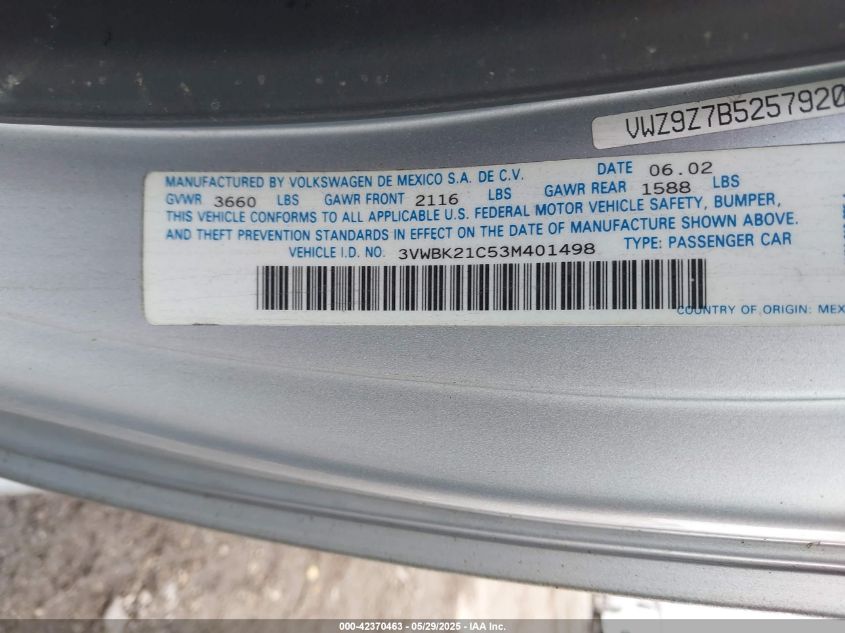 VWZ9Z7B5257920
MANUFACTURED BY VOLKSWAGEN DE MEXICO S.A. DE C.V. DATE 06.02
GVWR 3660 LBS GAWR FRONT 2116 LBS GAWR REAR 1588 LBS
THIS VEHICLE CONFORMS TO ALL APPLICABLE U.S. FEDERAL MOTOR VEHICLE SAFETY, BUMPER,
AND THEFT PREVENTION STANDARDS IN EFFECT ON THE DATE OF MANUFACTURE SHOWN ABOVE.
VEHICLE I.D. NO. 3VWBK21C53M401498 TYPE: PASSENGER CAR
COUNTRY OF ORIGIN: MEX
000-42370463 - 05/29/2025 - IAA Inc.